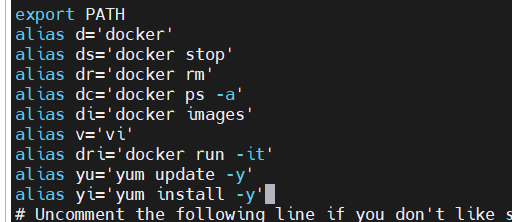 export PATH
alias d='docker'
alias ds='docker stop'
alias dr='docker rm'
alias dc='docker ps -a'
alias di='docker images'
alias v='vi'
alias dri='docker run -it'
alias yu='yum update -y'
alias yi='yum install -y'
# Uncomment the following line if you don't like s